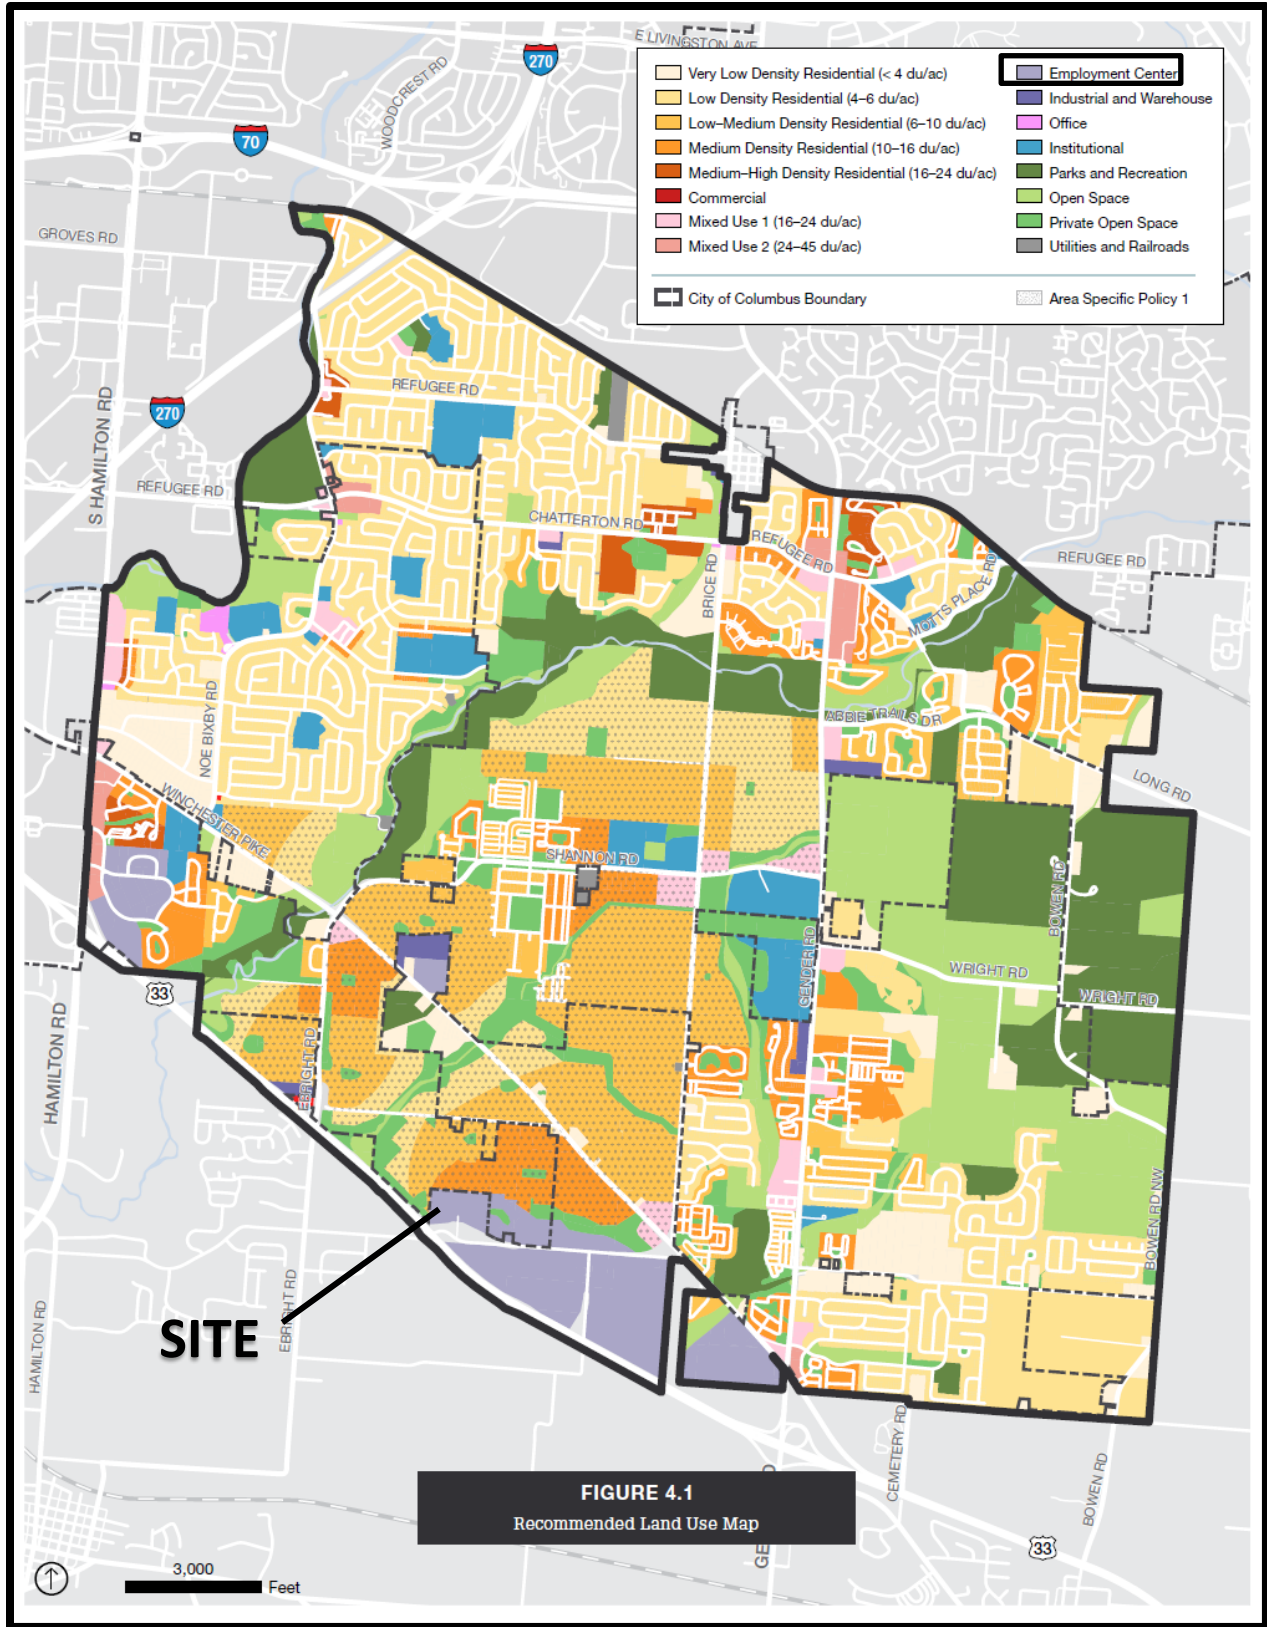 E LIVINGSTON AVE
270
WOODCREST RD
70
GROVES RD
Very Low Density Residential (< 4 du/ac)
Low Density Residential (4–6 du/ac)
Low–Medium Density Residential (6–10 du/ac)
Medium Density Residential (10–16 du/ac)
Medium–High Density Residential (16–24 du/ac)
Commercial
Mixed Use 1 (16–24 du/ac)
Mixed Use 2 (24–45 du/ac)
City of Columbus Boundary
Employment Center
Industrial and Warehouse
Office
Institutional
Parks and Recreation
Open Space
Private Open Space
Utilities and Railroads
Area Specific Policy 1
REFUGEE RD
270
S HAMILTON RD
REFUGEE RD
CHATTERTON RD
REFUGEE RD
REFUGEE RD
BRICE RD
MOTTS PLACE RD
NOE BIXBY RD
ABBIE TRAILS DR
LONG RD
WINCHESTER PIKE
SHANNON RD
BOWEN RD
GENDER RD
WRIGHT RD
WRIGHT RD
33
HAMILTON RD
EBRIGHT RD
BOWEN RD NW
SITE
EBRIGHT RD
HAMILTON RD
CEMETERY RD
BOWEN RD
FIGURE 4.1
Recommended Land Use Map
33
3,000
Feet